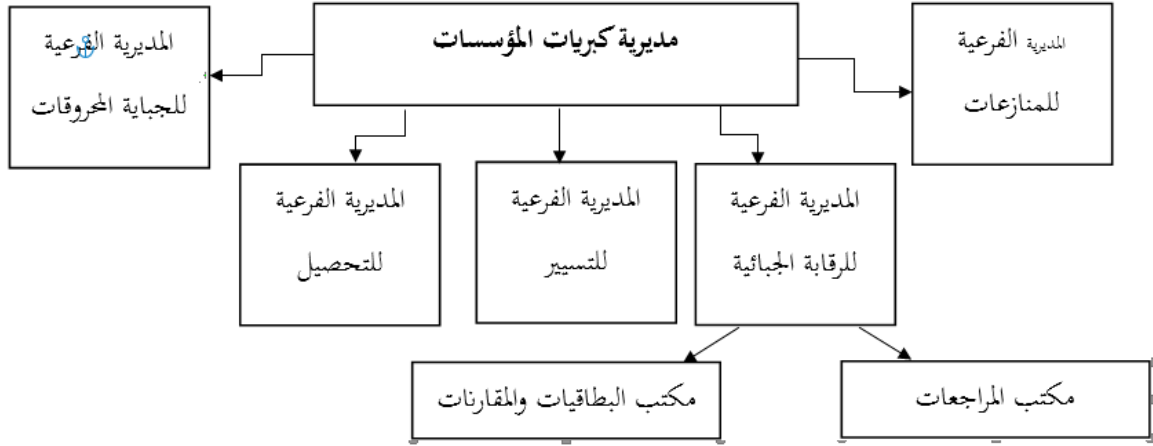 مديرية كبريات المؤسسات
المديرية الفرعية
للمنازعات
المديرية الفرعية
للجباية المحروقات
المديرية الفرعية
للرقابة الجبائية
المديرية الفرعية
للتسيير
المديرية الفرعية
للتحصيل
مكتب المراجعات
مكتب البطاقيات والمقارنات